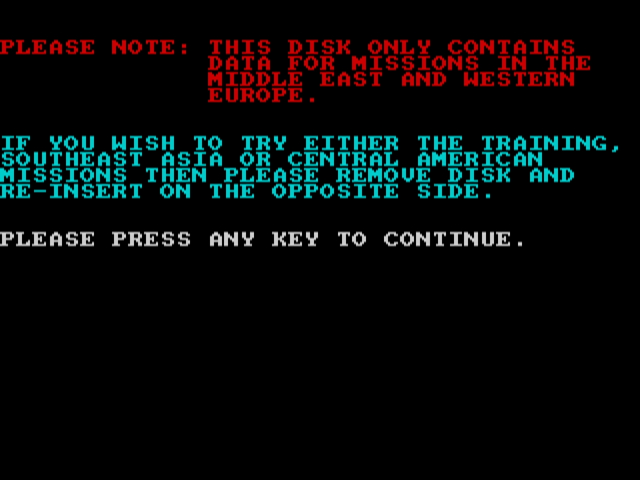 PLEASE NOTE: THIS DISK ONLY CONTAINS
DATA FOR MISSIONS IN THE
MIDDLE EAST AND WESTERN
EUROPE.
IF YOU WISH TO TRY EITHER THE TRAINING,
SOUTHEAST ASIA OR CENTRAL AMERICAN
MISSIONS THEN PLEASE REMOVE DISK AND
RE-INSERT ON THE OPPOSITE SIDE.
PLEASE PRESS ANY KEY TO CONTINUE.